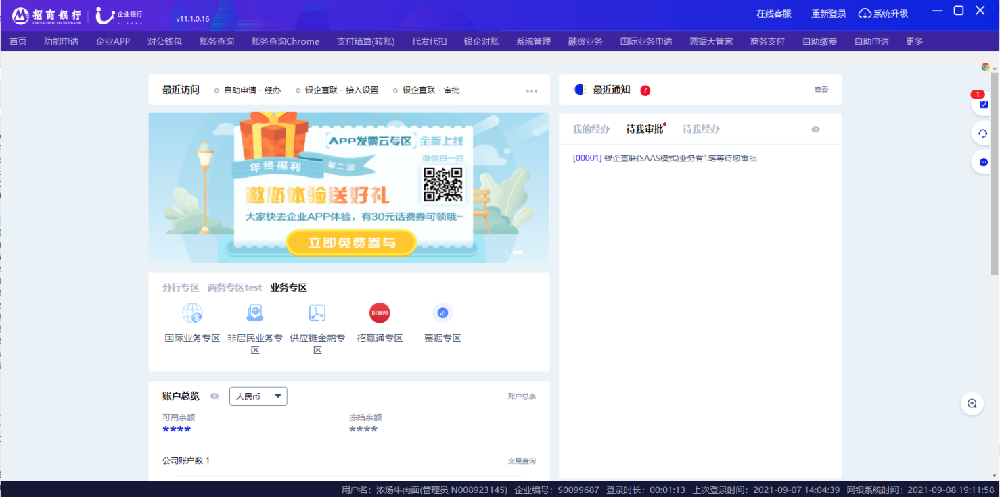 招商银行
CHINA MERCHANTS BANK
企业银行
v11.1.0.16
在线客服 重新登录 系统升级
首页 功能申请 企业APP 对公钱包 账务查询 账务查询Chrome 支付结算(转账) 代发代扣 银企对账 系统管理 融资业务 国际业务申请 票据大管家 商务支付 自助缴费 自助申请 更多
最近访问 自助申请 - 经办 银企直联 - 接入设置 银企直联 - 审批
最近通知 7 查看
1
APP发票云专区 全新上线
微信扫一扫
年终福利 第二波
邀您体验送好礼
大家快去企业APP体验，有30元话费券可领哦~
立即免费参与
我的经办 待我审批 待我经办
[00001] 银企直联(SAAS模式)业务有1笔等待您审批
分行专区 商务专区test 业务专区
招赢通
国际业务专区 非居民业务专区 供应链金融专区 招赢通专区 票据专区
账户总览 人民币 账户总表
可用余额 冻结余额
**** ****
公司账户数 1 交易查询
用户名：浓汤牛肉面(管理员 N008923145) 企业编号：S0099687 登录时长：00:01:13 上次登录时间：2021-09-07 14:04:39 网银系统时间：2021-09-08 19:11:58